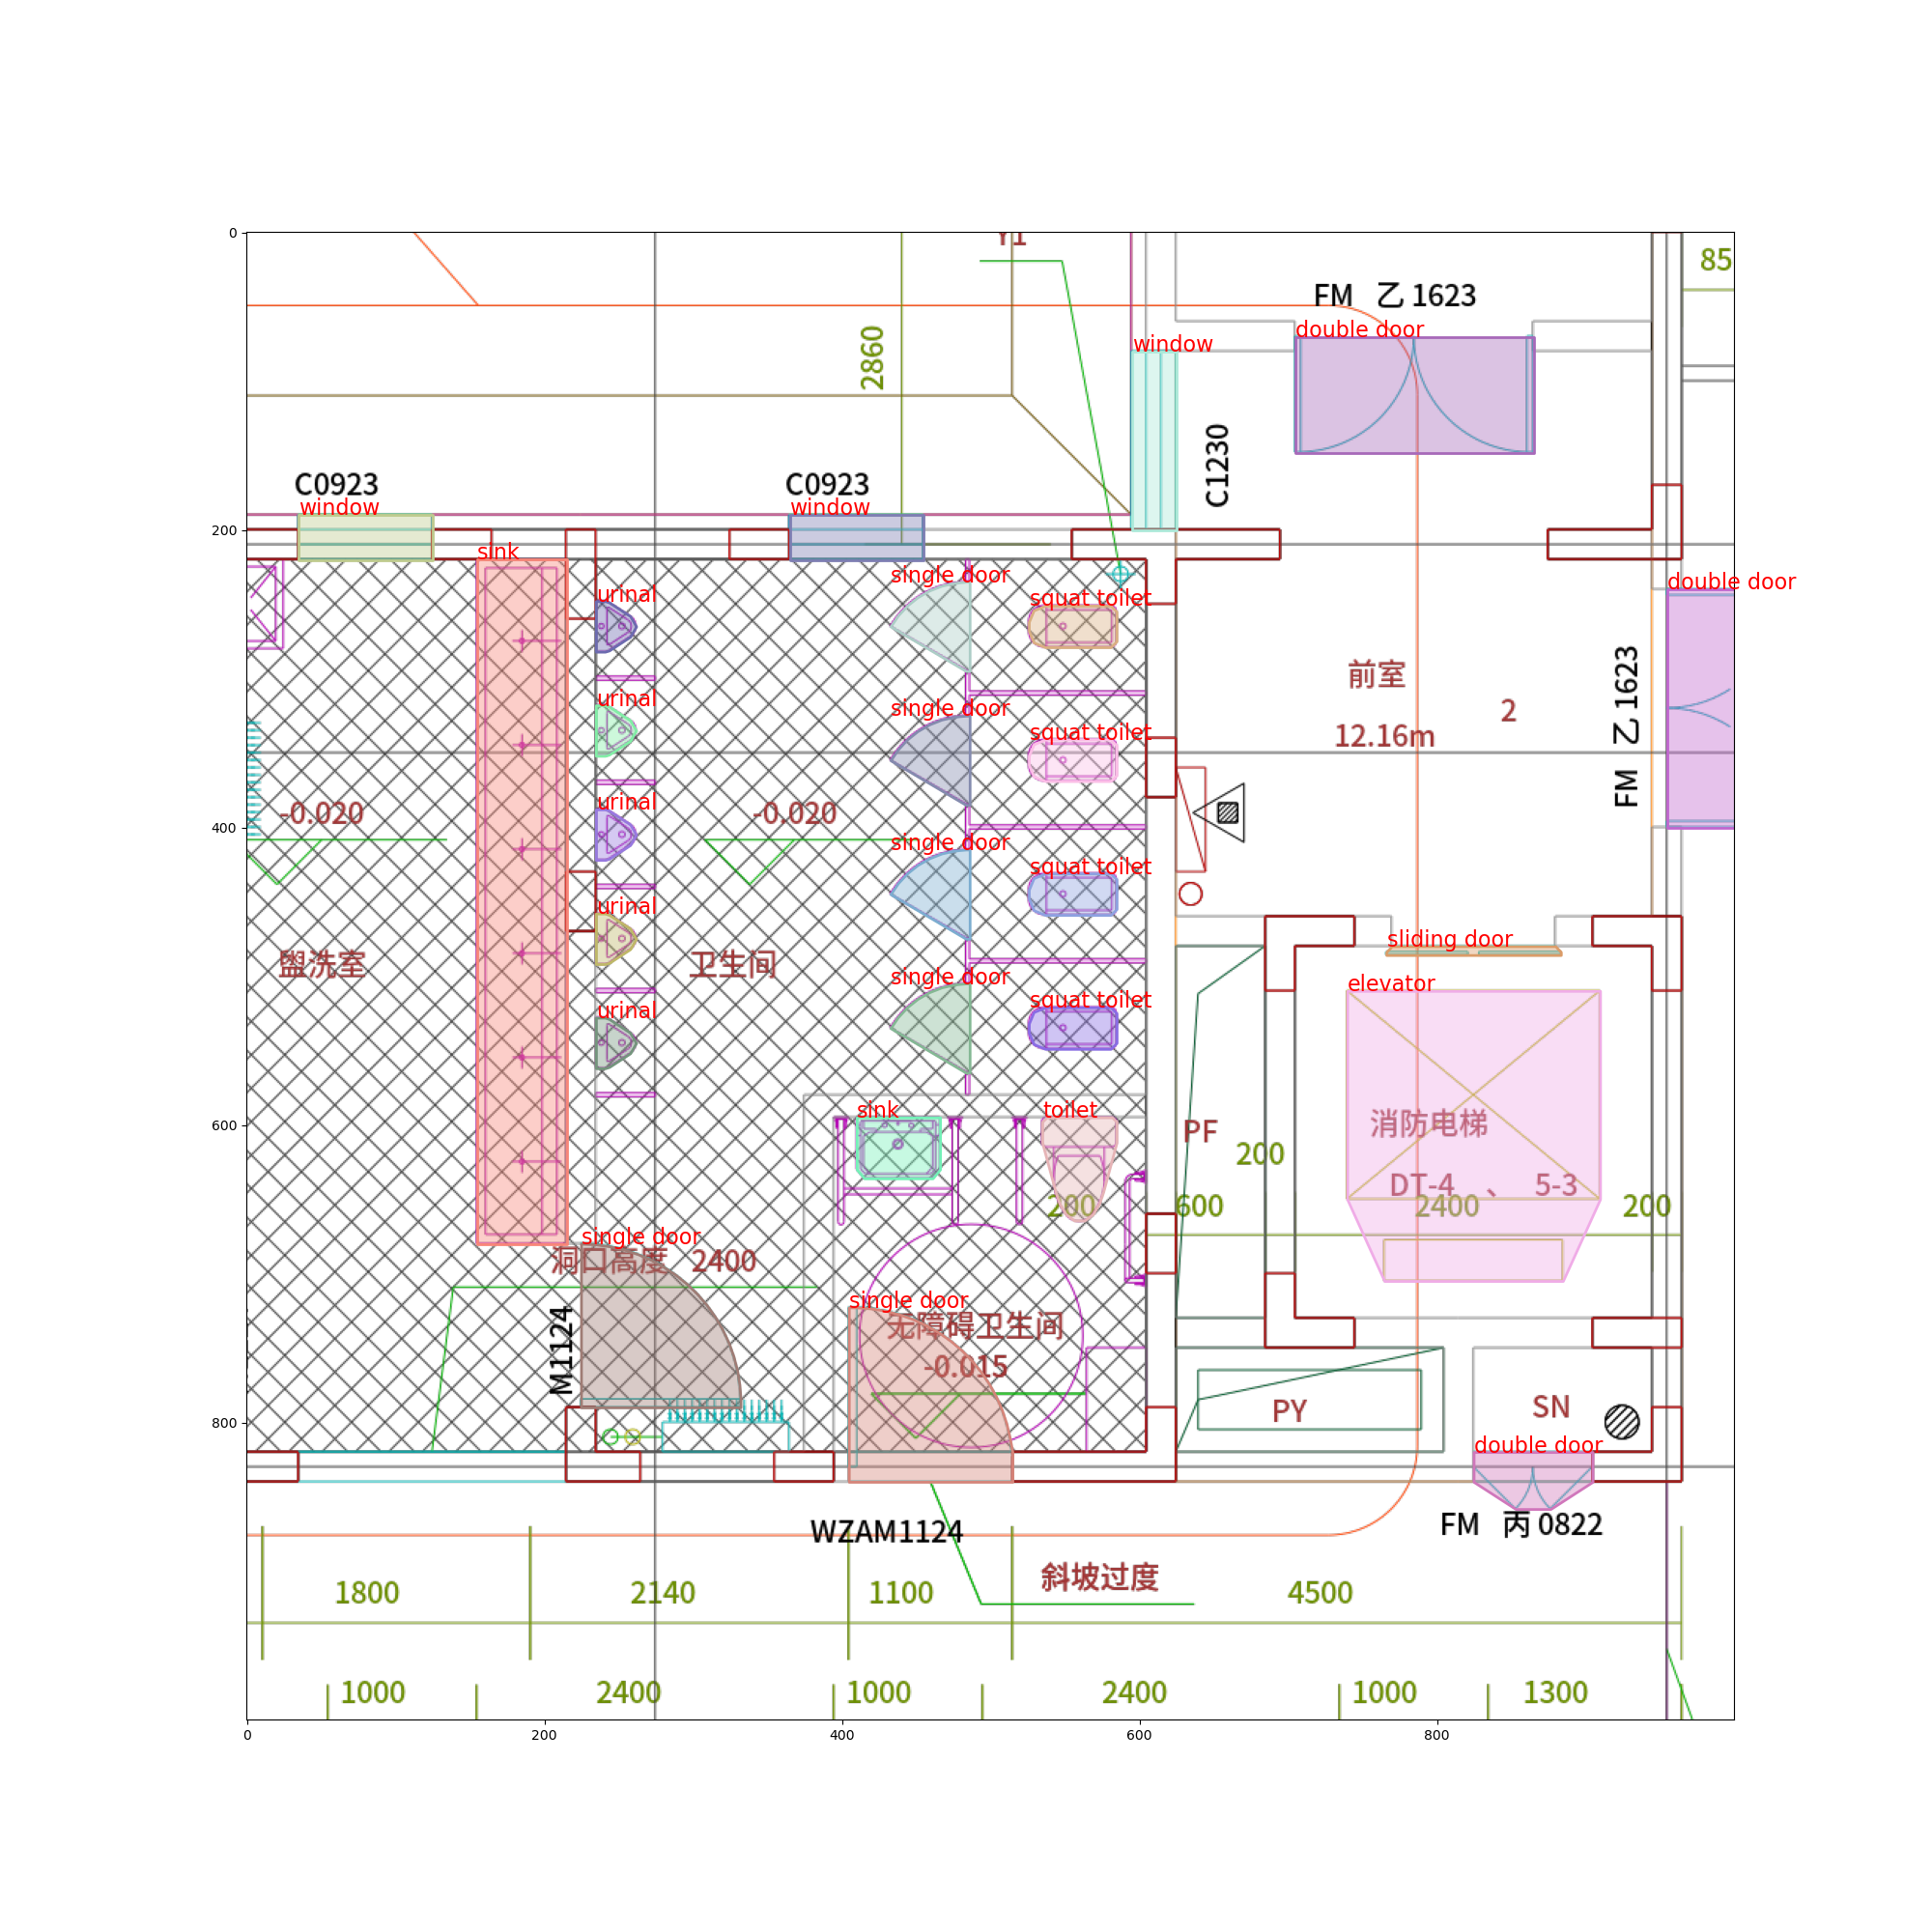 Y1
85
FM 乙 1623
double door
window
2860
C1230
C0923
C0923
window
window
sink
single door
urinal
squat toilet
double door
前室
2
12.16m
FM 乙 1623
urinal
single door
squat toilet
urinal
-0.020
-0.020
single door
squat toilet
urinal
盥洗室
卫生间
single door
squat toilet
urinal
sliding door
elevator
sink
toilet
PF
200
消防电梯
DT-4 、 5-3
200
600
2400
200
single door
洞口高度 2400
M1124
single door
无障碍卫生间
-0.015
PY
SN
double door
WZAM1124
FM 丙 0822
斜坡过度
1800
2140
1100
4500
1000
2400
1000
2400
1000
1300
0
200
400
600
800
0
200
400
600
800